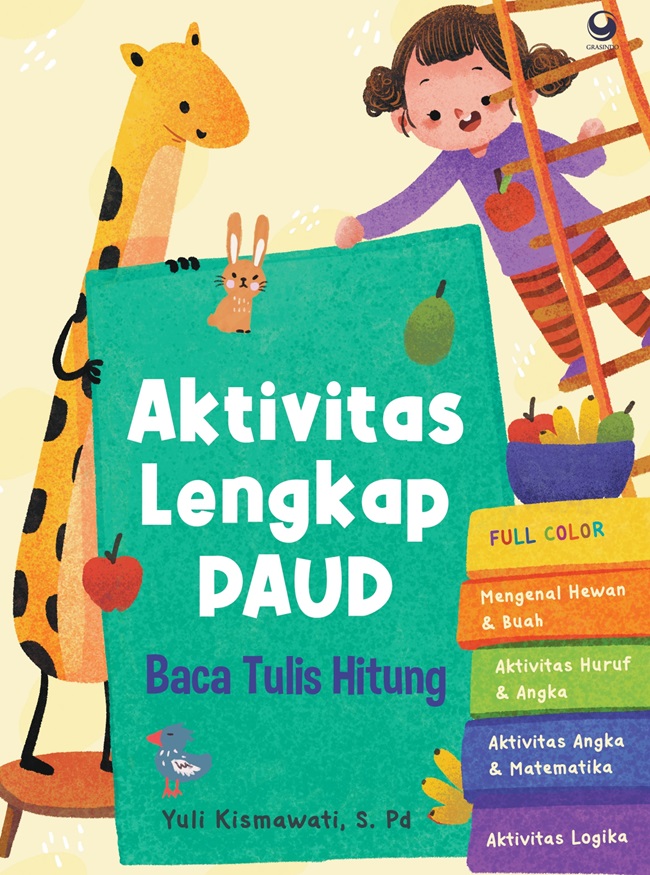 GRASINDO
Aktivitas
Lengkap
PAUD
Baca Tulis Hitung
Yuli Kismawati, S. Pd
FULL COLOR
Mengenal Hewan
& Buah
Aktivitas Huruf
& Angka
Aktivitas Angka
& Matematika
Aktivitas Logika